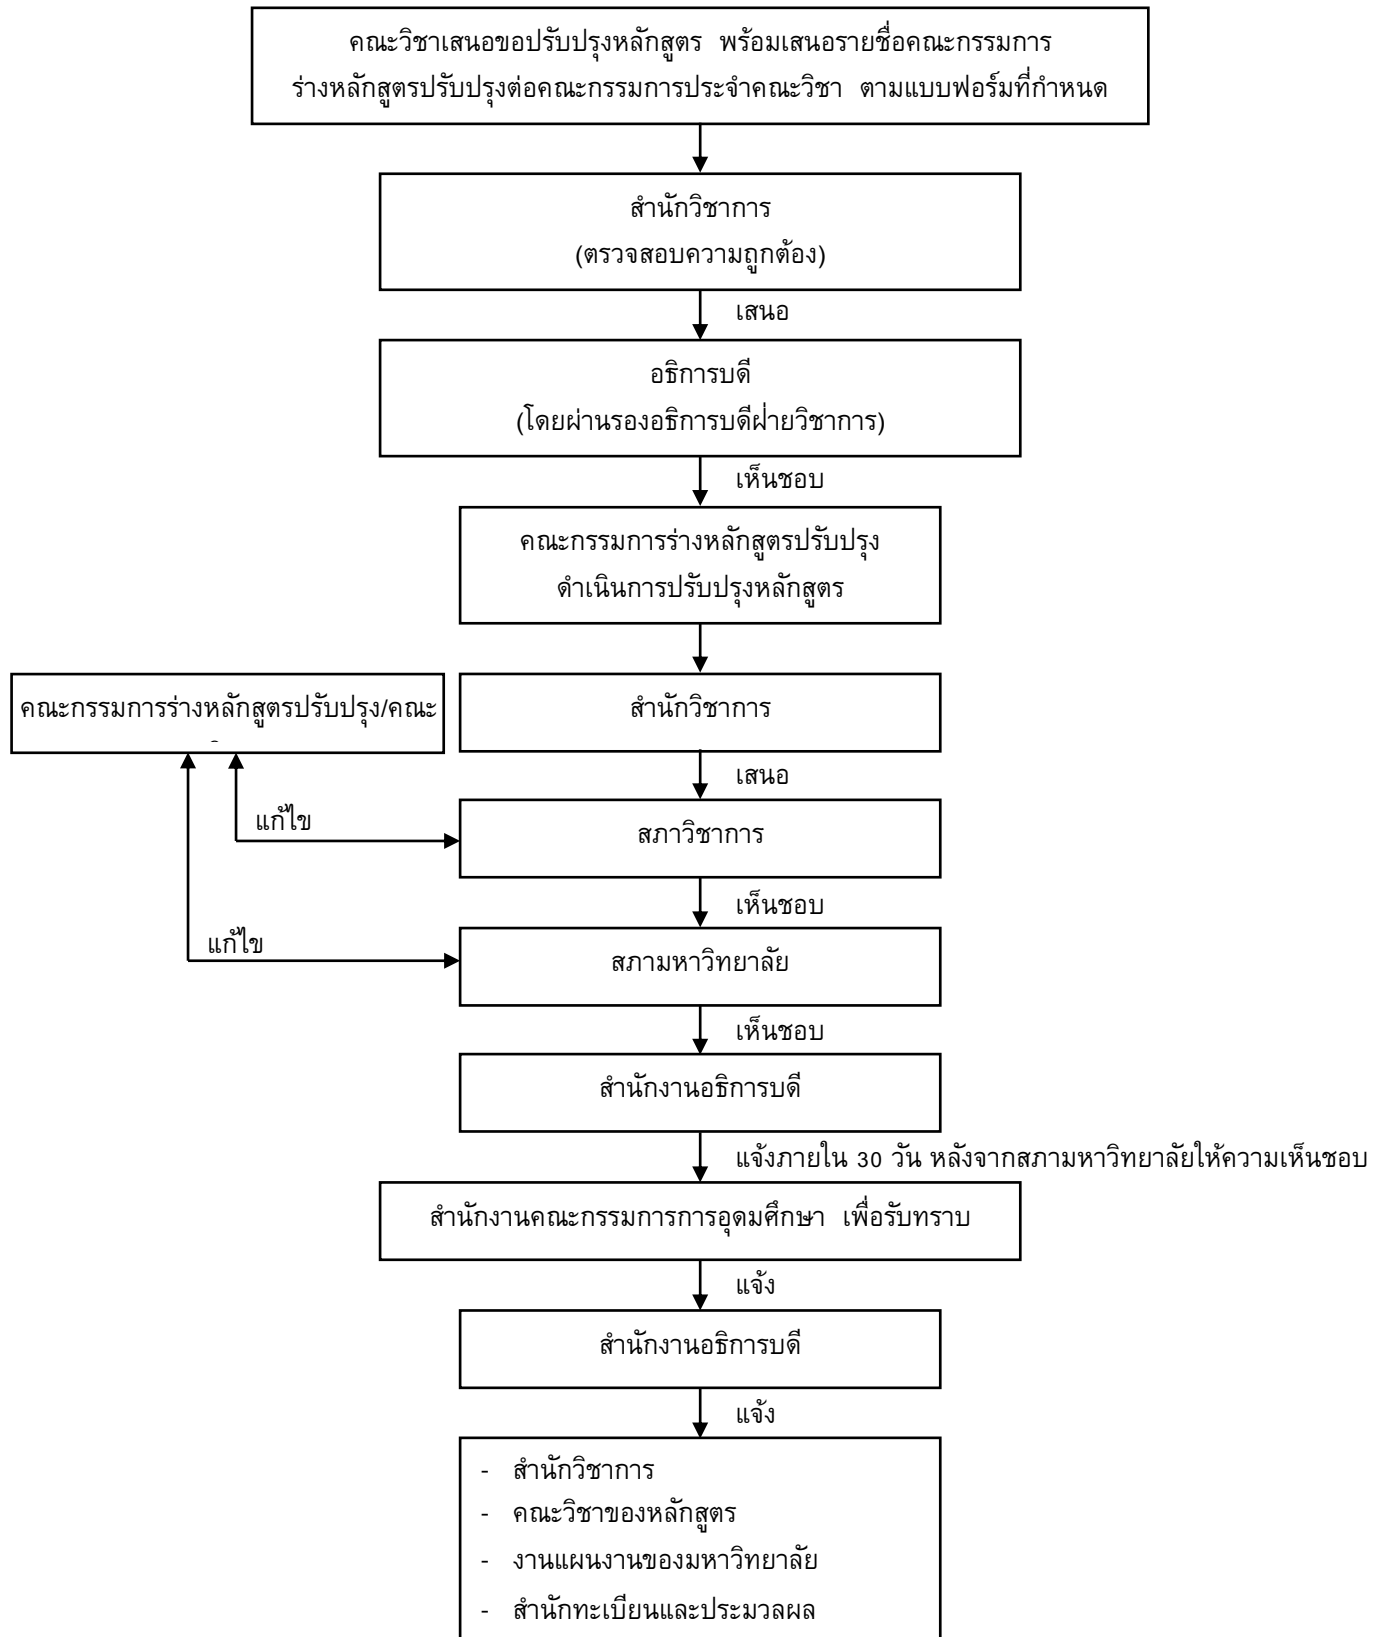 คณะวิชาเสนอขอปรับปรุงหลักสูตร พร้อมเสนอรายชื่อคณะกรรมการ
ร่างหลักสูตรปรับปรุงต่อคณะกรรมการประจำคณะวิชา ตามแบบฟอร์มที่กำหนด
สำนักวิชาการ
(ตรวจสอบความถูกต้อง)
เสนอ
อธิการบดี
(โดยผ่านรองอธิการบดีฝ่ายวิชาการ)
เห็นชอบ
คณะกรรมการร่างหลักสูตรปรับปรุง
ดำเนินการปรับปรุงหลักสูตร
คณะกรรมการร่างหลักสูตรปรับปรุง/คณะ
สำนักวิชาการ
เสนอ
แก้ไข
สภาวิชาการ
เห็นชอบ
แก้ไข
สภามหาวิทยาลัย
เห็นชอบ
สำนักงานอธิการบดี
แจ้งภายใน 30 วัน หลังจากสภามหาวิทยาลัยให้ความเห็นชอบ
สำนักงานคณะกรรมการการอุดมศึกษา เพื่อรับทราบ
แจ้ง
สำนักงานอธิการบดี
แจ้ง
- สำนักวิชาการ
- คณะวิชาของหลักสูตร
- งานแผนงานของมหาวิทยาลัย
- สำนักทะเบียนและประมวลผล